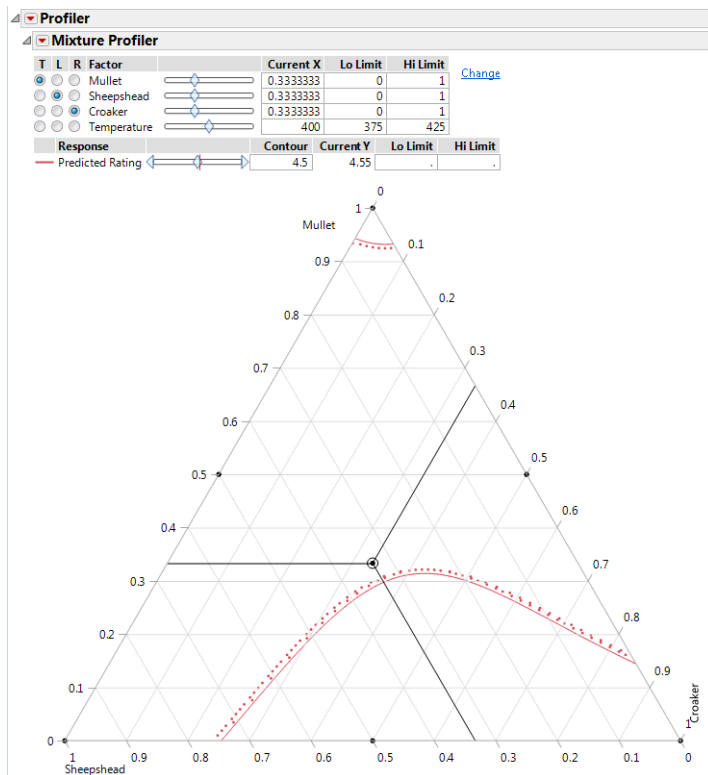 Profiler
Mixture Profiler
T L R Factor Current X Lo Limit Hi Limit
Mullet 0.3333333 0 1
Change
Sheepshead 0.3333333 0 1
Croaker 0.3333333 0 1
Temperature 400 375 425
Response Contour Current Y Lo Limit Hi Limit
Predicted Rating 4.5 4.55 . .
0
1
Mullet
0.1
0.9
0.2
0.8
0.3
0.7
0.4
0.6
0.5
0.5
0.6
0.4
0.7
0.3
0.8
0.2
0.9
0.1
Croaker
1
0
1 0.9 0.8 0.7 0.6 0.5 0.4 0.3 0.2 0.1 0
Sheepshead